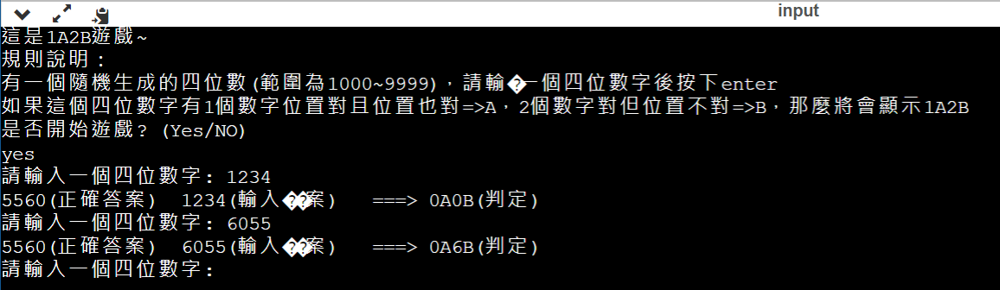 input
這是1A2B遊戲~
規則說明：
有一個隨機生成的四位數(範圍為1000~9999)，請輸�一個四位數字後按下enter
如果這個四位數字有1個數字位置對且位置也對=>A，2個數字對但位置不對=>B，那麼將會顯示1A2B
是否開始遊戲? (Yes/NO)
yes
請輸入一個四位數字: 1234
5560(正確答案)  1234(輸入��案)   ===> 0A0B(判定)
請輸入一個四位數字: 6055
5560(正確答案)  6055(輸入��案)   ===> 0A6B(判定)
請輸入一個四位數字: